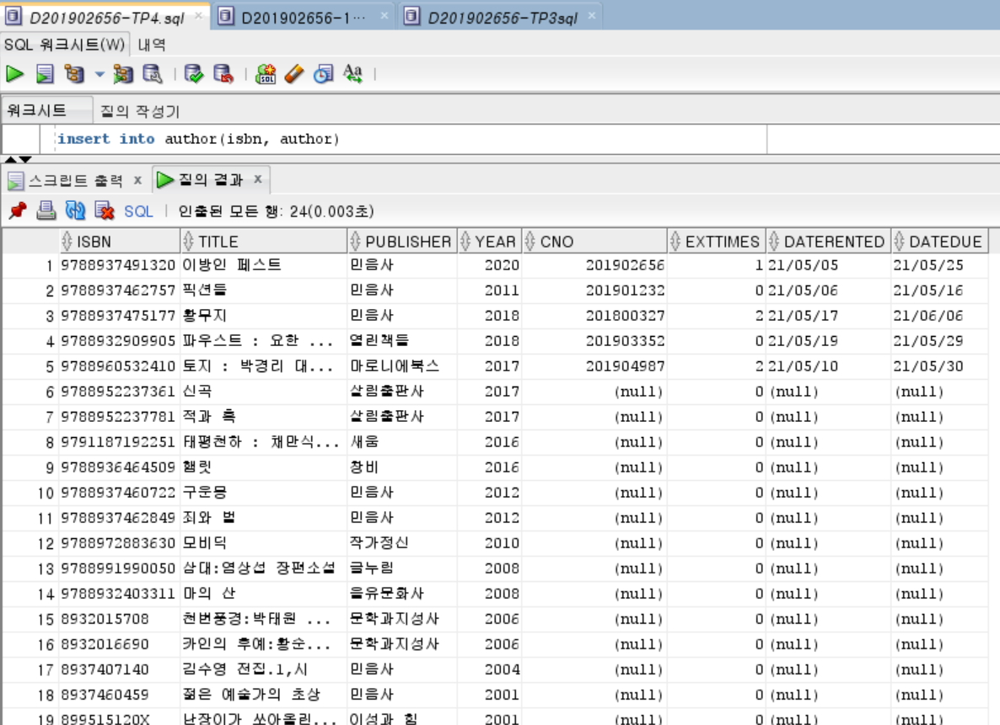 D201902656-TP4.sql × D201902656-1··· × D201902656-TP3sql ×
SQL 워크시트(W) 내역
워크시트 질의 작성기
insert into author(isbn, author)
스크립트 출력 × 질의 결과 ×
SQL | 인출된 모든 행: 24(0.003초)
ISBN TITLE PUBLISHER YEAR CNO EXTTIMES DATERENTED DATEDUE
1 9788937491320 이방인 페스트 민음사 2020 201902656 1 21/05/05 21/05/25
2 9788937462757 픽션들 민음사 2011 201901232 0 21/05/06 21/05/16
3 9788937475177 황무지 민음사 2018 201800327 2 21/05/17 21/06/06
4 9788932909905 파우스트 : 요한 ... 열린책들 2018 201903352 0 21/05/19 21/05/29
5 9788960532410 토지 : 박경리 대... 마로니에북스 2017 201904987 2 21/05/10 21/05/30
6 9788952237361 신곡 살림출판사 2017 (null) 0 (null) (null)
7 9788952237781 적과 흑 살림출판사 2017 (null) 0 (null) (null)
8 9791187192251 태평천하 : 채만식... 새움 2016 (null) 0 (null) (null)
9 9788936464509 햄릿 창비 2016 (null) 0 (null) (null)
10 9788937460722 구운몽 민음사 2012 (null) 0 (null) (null)
11 9788937462849 죄와 벌 민음사 2012 (null) 0 (null) (null)
12 9788972883630 모비딕 작가정신 2010 (null) 0 (null) (null)
13 9788991990050 삼대:염상섭 장편소설 글누림 2008 (null) 0 (null) (null)
14 9788932403311 마의 산 을유문화사 2008 (null) 0 (null) (null)
15 8932015708 천변풍경:박태원 ... 문학과지성사 2006 (null) 0 (null) (null)
16 8932016690 카인의 후예:황순... 문학과지성사 2006 (null) 0 (null) (null)
17 8937407140 김수영 전집.1,시 민음사 2004 (null) 0 (null) (null)
18 8937460459 젊은 예술가의 초상 민음사 2001 (null) 0 (null) (null)
19 899515120X 난장이가 쏘아올린... 이성과 힘 2001 (null) 0 (null) (null)